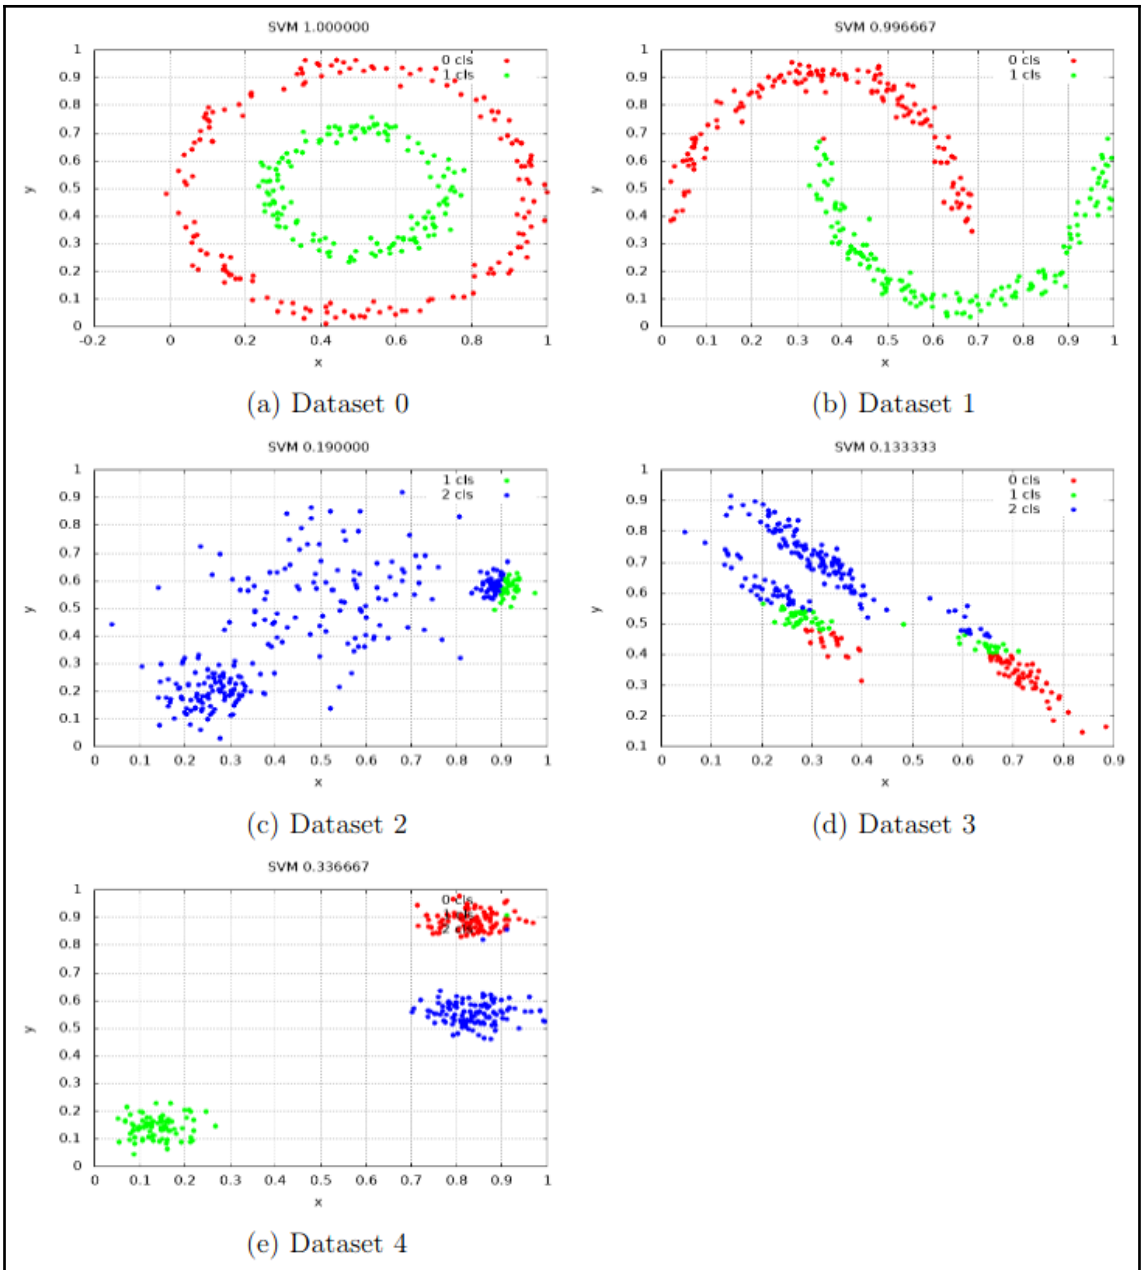 SVM 1.000000
1
0.9
0.8
0.7
0.6
0.5
0.4
0.3
0.2
0.1
0
y
0 cls
1 cls
-0.2 0 0.2 0.4 0.6 0.8 1
x
(a) Dataset 0
SVM 0.996667
1
0.9
0.8
0.7
0.6
0.5
0.4
0.3
0.2
0.1
0
y
0 cls
1 cls
0 0.1 0.2 0.3 0.4 0.5 0.6 0.7 0.8 0.9 1
x
(b) Dataset 1
SVM 0.190000
1
0.9
0.8
0.7
0.6
0.5
0.4
0.3
0.2
0.1
0
y
1 cls
2 cls
0 0.1 0.2 0.3 0.4 0.5 0.6 0.7 0.8 0.9 1
x
(c) Dataset 2
SVM 0.133333
1
0.9
0.8
0.7
0.6
0.5
0.4
0.3
0.2
0.1
y
0 cls
1 cls
2 cls
0 0.1 0.2 0.3 0.4 0.5 0.6 0.7 0.8 0.9
x
(d) Dataset 3
SVM 0.336667
1
0.9
0.8
0.7
0.6
0.5
0.4
0.3
0.2
0.1
0
y
0 cls
1 cls
2 cls
0 0.1 0.2 0.3 0.4 0.5 0.6 0.7 0.8 0.9 1
x
(e) Dataset 4